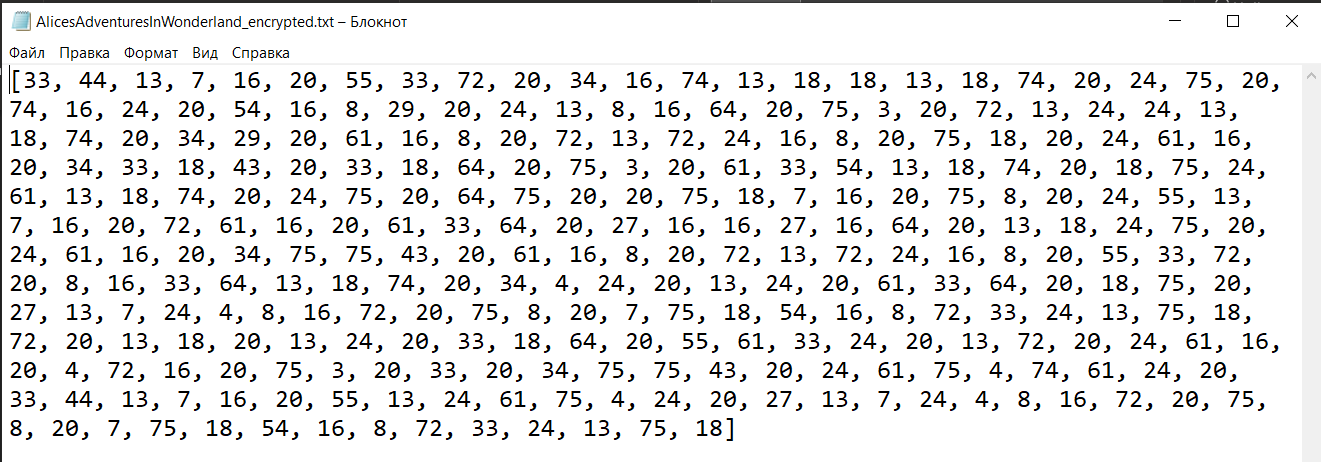 AlicesAdventuresInWonderland_encrypted.txt – Блокнот
Файл Правка Формат Вид Справка
[33, 44, 13, 7, 16, 20, 55, 33, 72, 20, 34, 16, 74, 13, 18, 18, 13, 18, 74, 20, 24, 75, 20,
74, 16, 24, 20, 54, 16, 8, 29, 20, 24, 13, 8, 16, 64, 20, 75, 3, 20, 72, 13, 24, 24, 13,
18, 74, 20, 34, 29, 20, 61, 16, 8, 20, 72, 13, 72, 24, 16, 8, 20, 75, 18, 20, 24, 61, 16,
20, 34, 33, 18, 43, 20, 33, 18, 64, 20, 75, 3, 20, 61, 33, 54, 13, 18, 74, 20, 18, 75, 24,
61, 13, 18, 74, 20, 24, 75, 20, 64, 75, 20, 20, 75, 18, 7, 16, 20, 75, 8, 20, 24, 55, 13,
7, 16, 20, 72, 61, 16, 20, 61, 33, 64, 20, 27, 16, 16, 27, 16, 64, 20, 13, 18, 24, 75, 20,
24, 61, 16, 20, 34, 75, 75, 43, 20, 61, 16, 8, 20, 72, 13, 72, 24, 16, 8, 20, 55, 33, 72,
20, 8, 16, 33, 64, 13, 18, 74, 20, 34, 4, 24, 20, 13, 24, 20, 61, 33, 64, 20, 18, 75, 20,
27, 13, 7, 24, 4, 8, 16, 72, 20, 75, 8, 20, 7, 75, 18, 54, 16, 8, 72, 33, 24, 13, 75, 18,
72, 20, 13, 18, 20, 13, 24, 20, 33, 18, 64, 20, 55, 61, 33, 24, 20, 13, 72, 20, 24, 61, 16,
20, 4, 72, 16, 20, 75, 3, 20, 33, 20, 34, 75, 75, 43, 20, 24, 61, 75, 4, 74, 61, 24, 20,
33, 44, 13, 7, 16, 20, 55, 13, 24, 61, 75, 4, 24, 20, 27, 13, 7, 24, 4, 8, 16, 72, 20, 75,
8, 20, 7, 75, 18, 54, 16, 8, 72, 33, 24, 13, 75, 18]